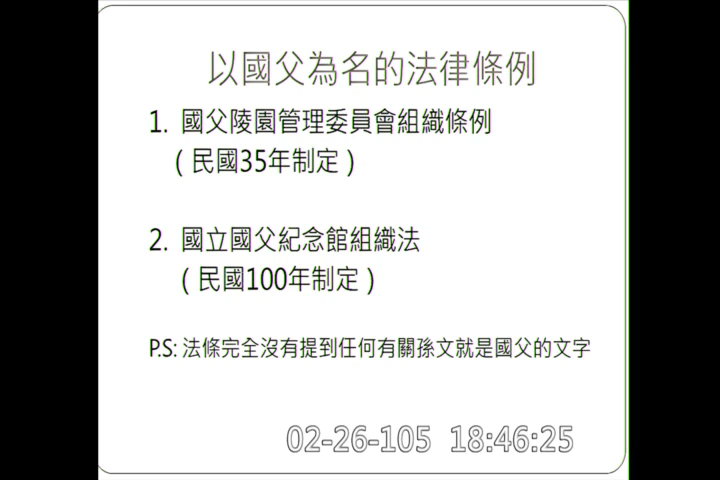 以國父為名的法律條例
1. 國父陵園管理委員會組織條例
( 民國35年制定 )
2. 國立國父紀念館組織法
( 民國100年制定 )
P.S: 法條完全沒有提到任何有關孫文就是國父的文字
02-26-105 18:46:25